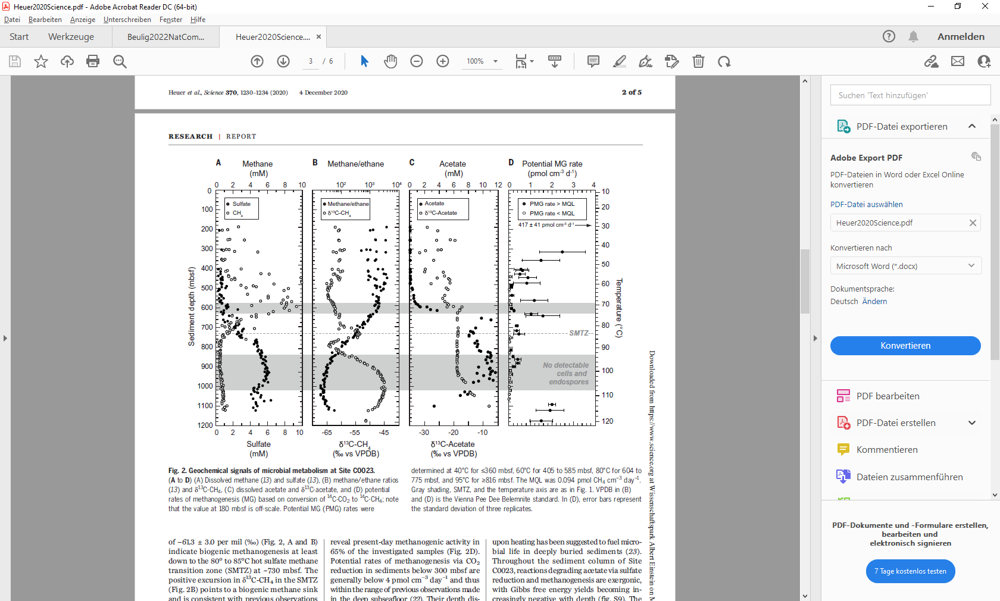 Heuer2020Science.pdf - Adobe Acrobat Reader DC (64-bit)
Datei Bearbeiten Anzeige Unterschreiben Fenster Hilfe
Start Werkzeuge Beulig2022NatCom... Heuer2020Science.... × Anmelden
3 / 6 100%
Heuer et al., Science 370, 1230–1234 (2020) 4 December 2020 2 of 5
RESEARCH | REPORT
A Methane (mM)
0 2 4 6 8 10
B Methane/ethane
10² 10³ 10⁴
C Acetate (mM)
0 2 4 6 8 10 12
D Potential MG rate
(pmol cm⁻³ d⁻¹)
0 1 2 3 4
Sulfate
CH₄
Methane/ethane
δ¹³C-CH₄
Acetate
δ¹³C-Acetate
PMG rate > MQL
PMG rate < MQL
417 ± 41 pmol cm⁻³ d⁻¹
Sediment depth (mbsf)
0
100
200
300
400
500
600
700
800
900
1000
1100
1200
10
20
30
40
50
60
70
80
90
100
110
120
Temperature (°C)
SMTZ
No detectable
cells and
endospores
0 2 4 6 8 10
Sulfate
(mM)
-65 -55 -45
δ¹³C-CH₄
(‰ vs VPDB)
-30 -20 -10
δ¹³C-Acetate
(‰ vs VPDB)
Fig. 2. Geochemical signals of microbial metabolism at Site C0023.
(A to D) (A) Dissolved methane (13) and sulfate (13), (B) methane/ethane ratios
(13) and δ¹³C-CH₄, (C) dissolved acetate and δ¹³C-acetate, and (D) potential
rates of methanogenesis (MG) based on conversion of ¹⁴C-CO₂ to ¹⁴C-CH₄; note
that the value at 180 mbsf is off-scale. Potential MG (PMG) rates were
determined at 40°C for ≤360 mbsf, 60°C for 405 to 585 mbsf, 80°C for 604 to
775 mbsf, and 95°C for ≥816 mbsf. The MQL was 0.094 pmol CH₄ cm⁻³ day⁻¹.
Gray shading, SMTZ, and the temperature axis are as in Fig. 1. VPDB in (B)
and (D) is the Vienna Pee Dee Belemnite standard. In (D), error bars represent
the standard deviation of three replicates.
of −61.3 ± 3.0 per mil (‰) (Fig. 2, A and B)
indicate biogenic methanogenesis at least
down to the 80° to 85°C hot sulfate methane
transition zone (SMTZ) at ~730 mbsf. The
positive excursion in δ¹³C-CH₄ in the SMTZ
(Fig. 2B) points to a biogenic methane sink
and is consistent with previous observations
reveal present-day methanogenic activity in
65% of the investigated samples (Fig. 2D).
Potential rates of methanogenesis via CO₂
reduction in sediments below 300 mbsf are
generally below 4 pmol cm⁻³ day⁻¹ and thus
within the range of previous observations made
in the deep subseafloor (22). Their depth dis-
upon heating has been suggested to fuel micro-
bial life in deeply buried sediments (23).
Throughout the sediment column of Site
C0023, reactions degrading acetate via sulfate
reduction and methanogenesis are exergonic,
with Gibbs free energy yields becoming in-
creasingly negative with depth (fig. S9). The
Downloaded from https://www.science.org at Wissenschaftspark Albert Einstein on M
Suchen 'Text hinzufügen'
PDF-Datei exportieren
Adobe Export PDF
PDF-Dateien in Word oder Excel Online
konvertieren
PDF-Datei auswählen
Heuer2020Science.pdf
Konvertieren nach
Microsoft Word (*.docx)
Dokumentsprache:
Deutsch Ändern
Konvertieren
PDF bearbeiten
PDF-Datei erstellen
Kommentieren
Dateien zusammenführen
PDF-Dokumente und -Formulare erstellen,
bearbeiten und
elektronisch signieren
7 Tage kostenlos testen